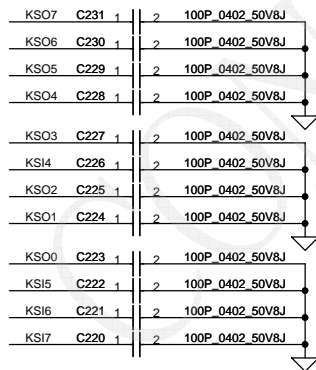 KSO7 C231 1 2 100P_0402_50V8J
KSO6 C230 1 2 100P_0402_50V8J
KSO5 C229 1 2 100P_0402_50V8J
KSO4 C228 1 2 100P_0402_50V8J
KSO3 C227 1 2 100P_0402_50V8J
KSI4 C226 1 2 100P_0402_50V8J
KSO2 C225 1 2 100P_0402_50V8J
KSO1 C224 1 2 100P_0402_50V8J
KSO0 C223 1 2 100P_0402_50V8J
KSI5 C222 1 2 100P_0402_50V8J
KSI6 C221 1 2 100P_0402_50V8J
KSI7 C220 1 2 100P_0402_50V8J